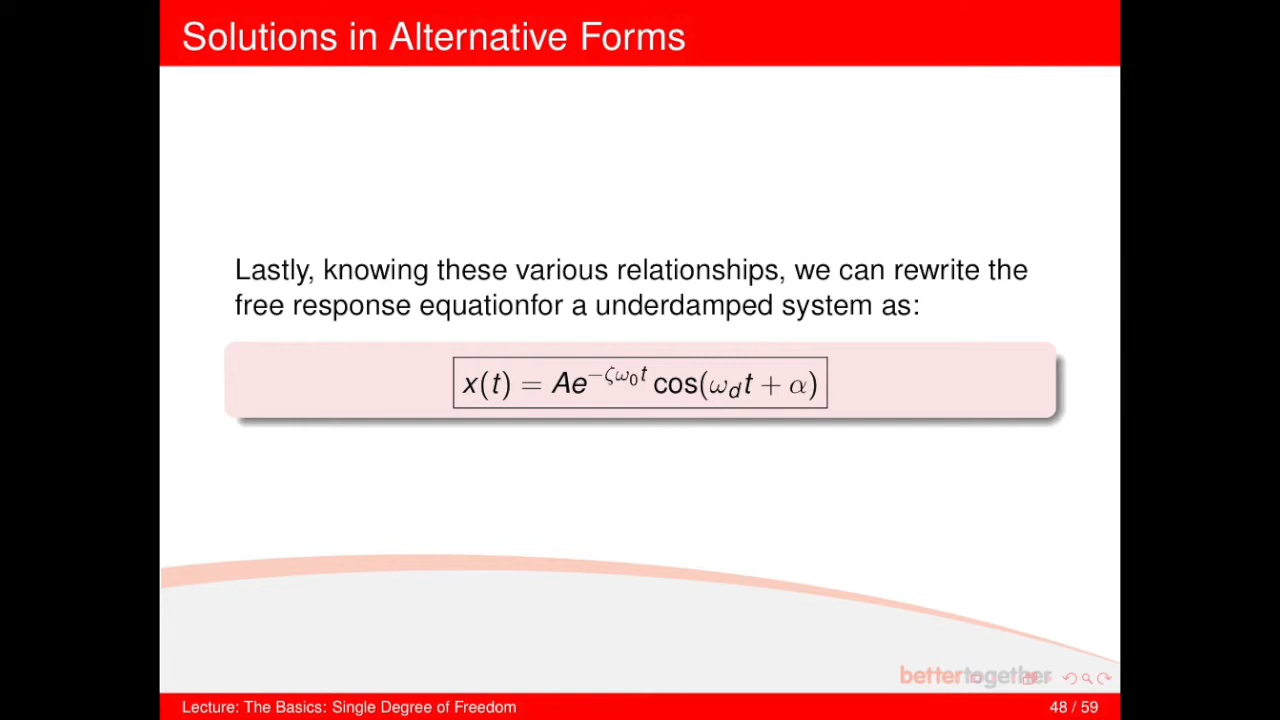 Solutions in Alternative Forms
Lastly, knowing these various relationships, we can rewrite the
free response equationfor a underdamped system as:
x(t) = Ae^{−ζω₀t} cos(ω_d t + α)
bettertogether
Lecture: The Basics: Single Degree of Freedom
48 / 59